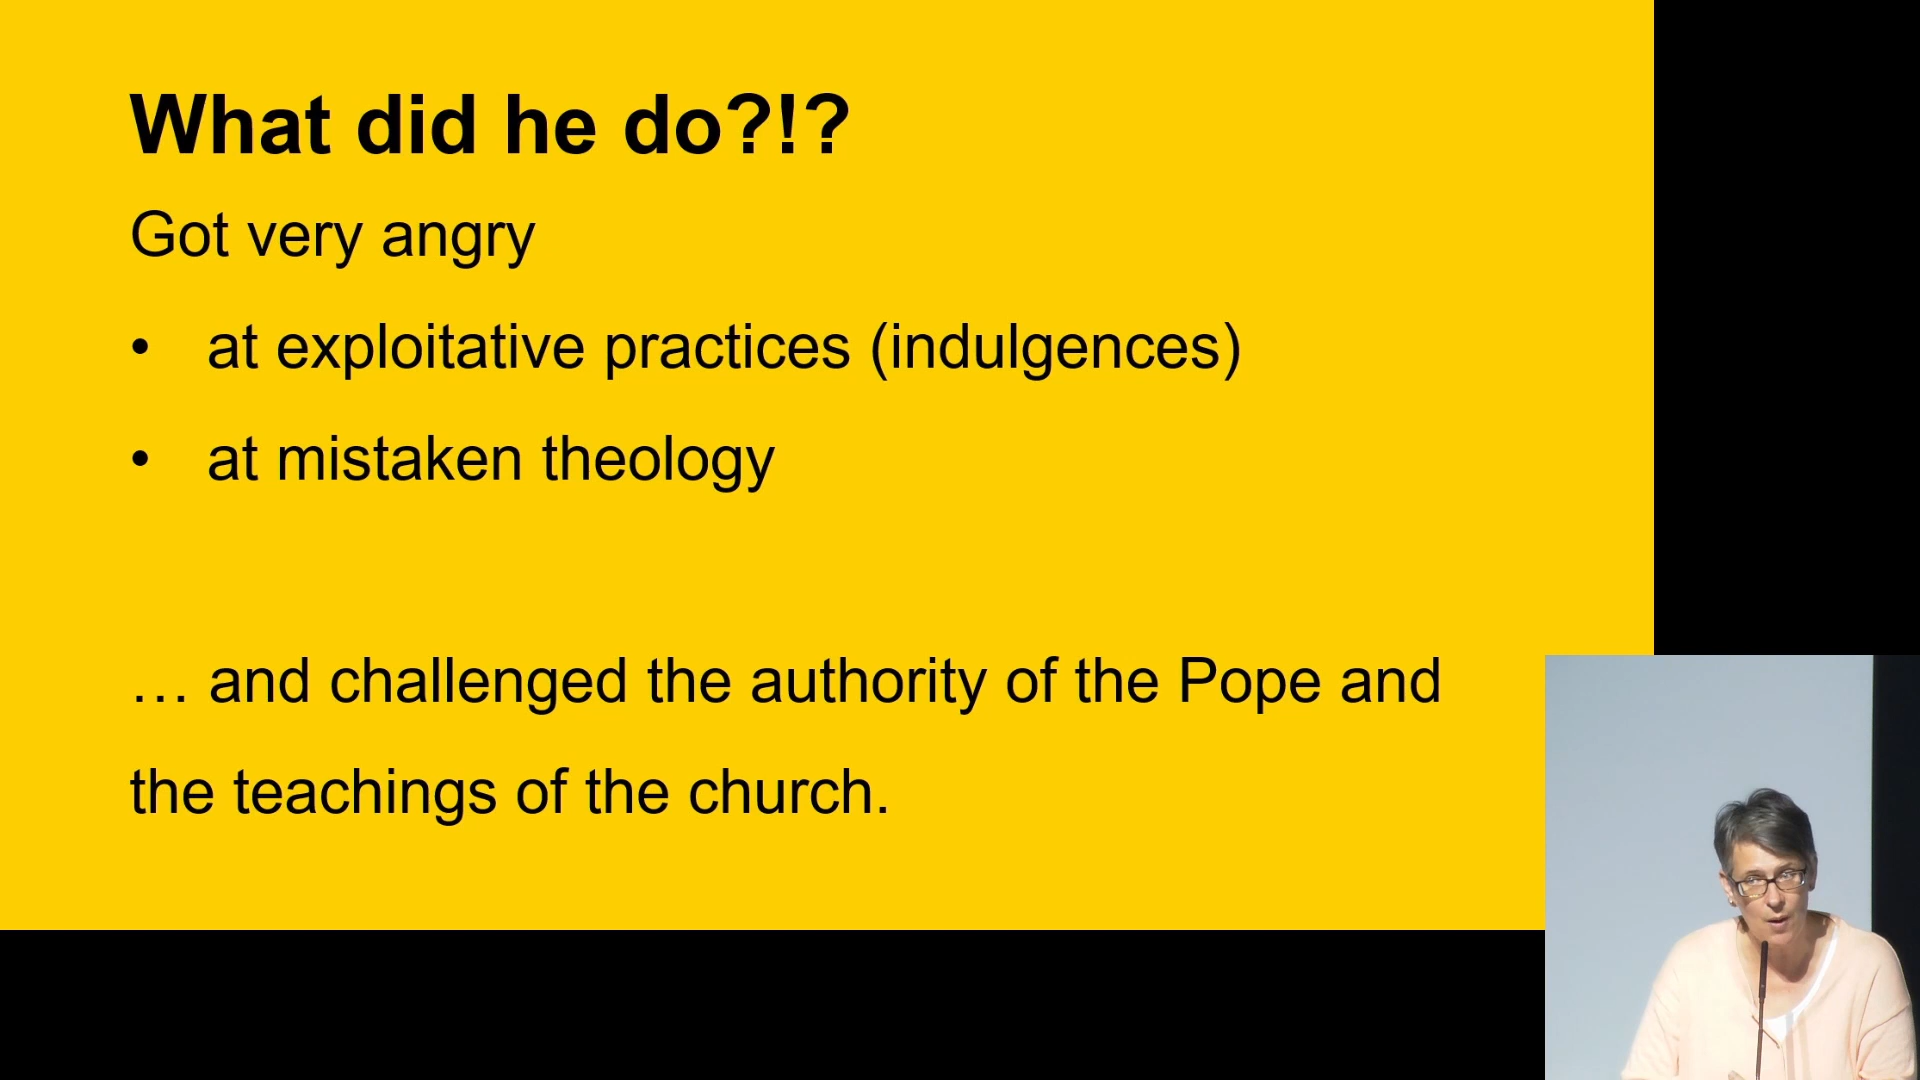 What did he do?!?
Got very angry
• at exploitative practices (indulgences)
• at mistaken theology
… and challenged the authority of the Pope and
the teachings of the church.